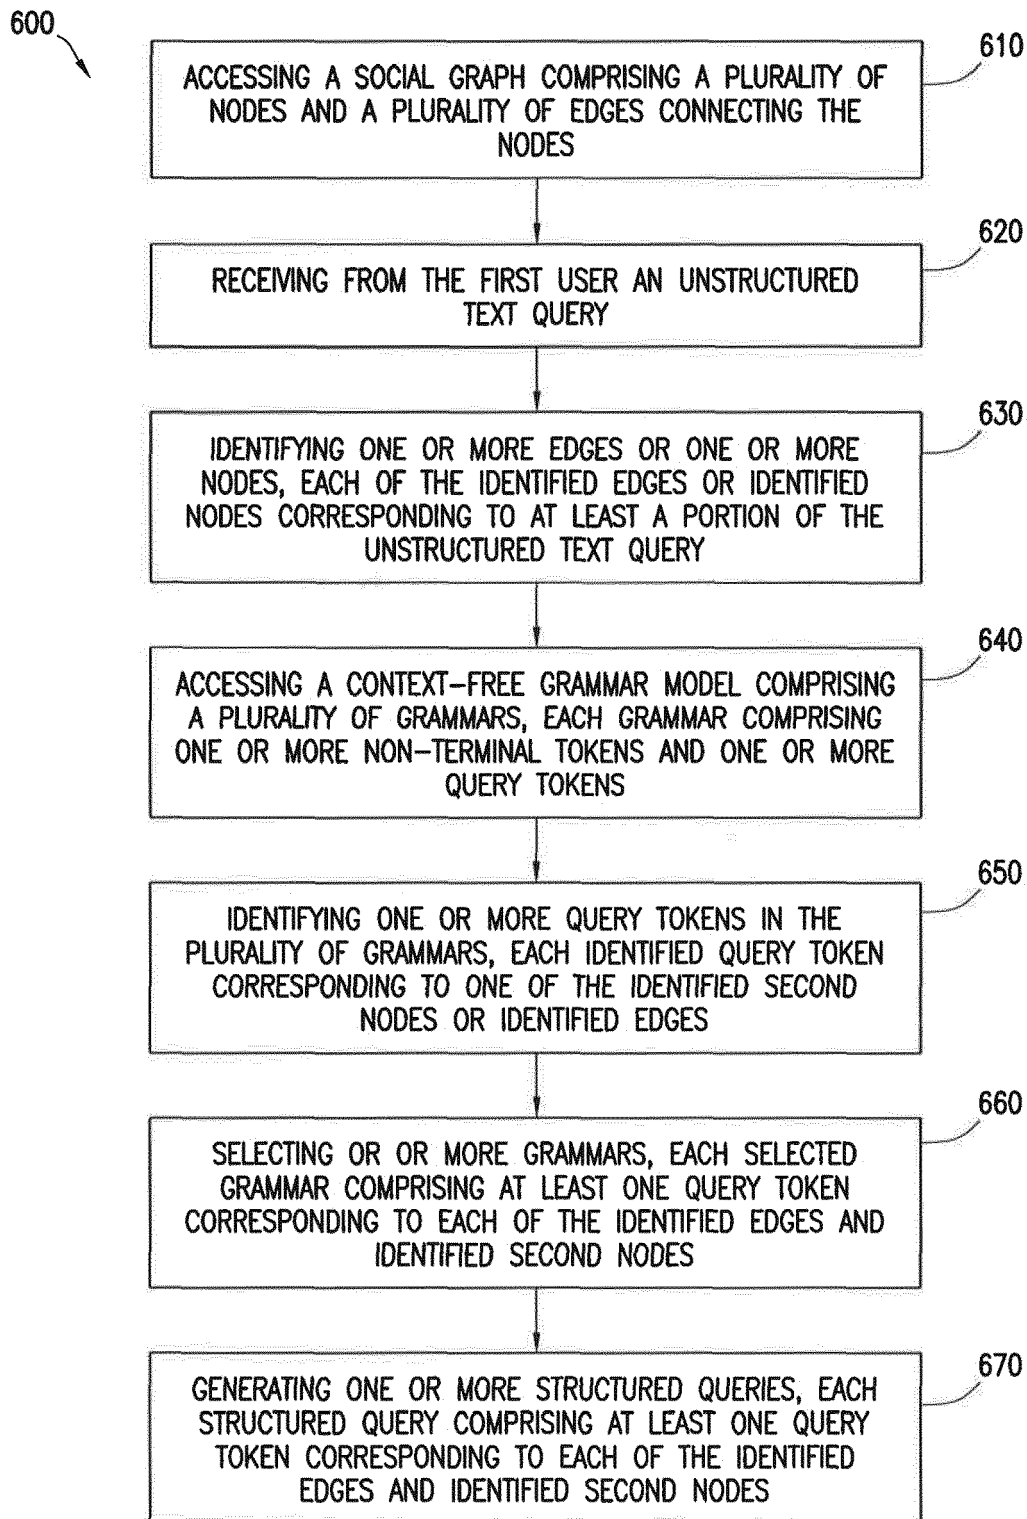 600
610
ACCESSING A SOCIAL GRAPH COMPRISING A PLURALITY OF
NODES AND A PLURALITY OF EDGES CONNECTING THE
NODES
620
RECEIVING FROM THE FIRST USER AN UNSTRUCTURED
TEXT QUERY
630
IDENTIFYING ONE OR MORE EDGES OR ONE OR MORE
NODES, EACH OF THE IDENTIFIED EDGES OR IDENTIFIED
NODES CORRESPONDING TO AT LEAST A PORTION OF THE
UNSTRUCTURED TEXT QUERY
640
ACCESSING A CONTEXT-FREE GRAMMAR MODEL COMPRISING
A PLURALITY OF GRAMMARS, EACH GRAMMAR COMPRISING
ONE OR MORE NON-TERMINAL TOKENS AND ONE OR MORE
QUERY TOKENS
650
IDENTIFYING ONE OR MORE QUERY TOKENS IN THE
PLURALITY OF GRAMMARS, EACH IDENTIFIED QUERY TOKEN
CORRESPONDING TO ONE OF THE IDENTIFIED SECOND
NODES OR IDENTIFIED EDGES
660
SELECTING OR OR MORE GRAMMARS, EACH SELECTED
GRAMMAR COMPRISING AT LEAST ONE QUERY TOKEN
CORRESPONDING TO EACH OF THE IDENTIFIED EDGES AND
IDENTIFIED SECOND NODES
670
GENERATING ONE OR MORE STRUCTURED QUERIES, EACH
STRUCTURED QUERY COMPRISING AT LEAST ONE QUERY
TOKEN CORRESPONDING TO EACH OF THE IDENTIFIED
EDGES AND IDENTIFIED SECOND NODES